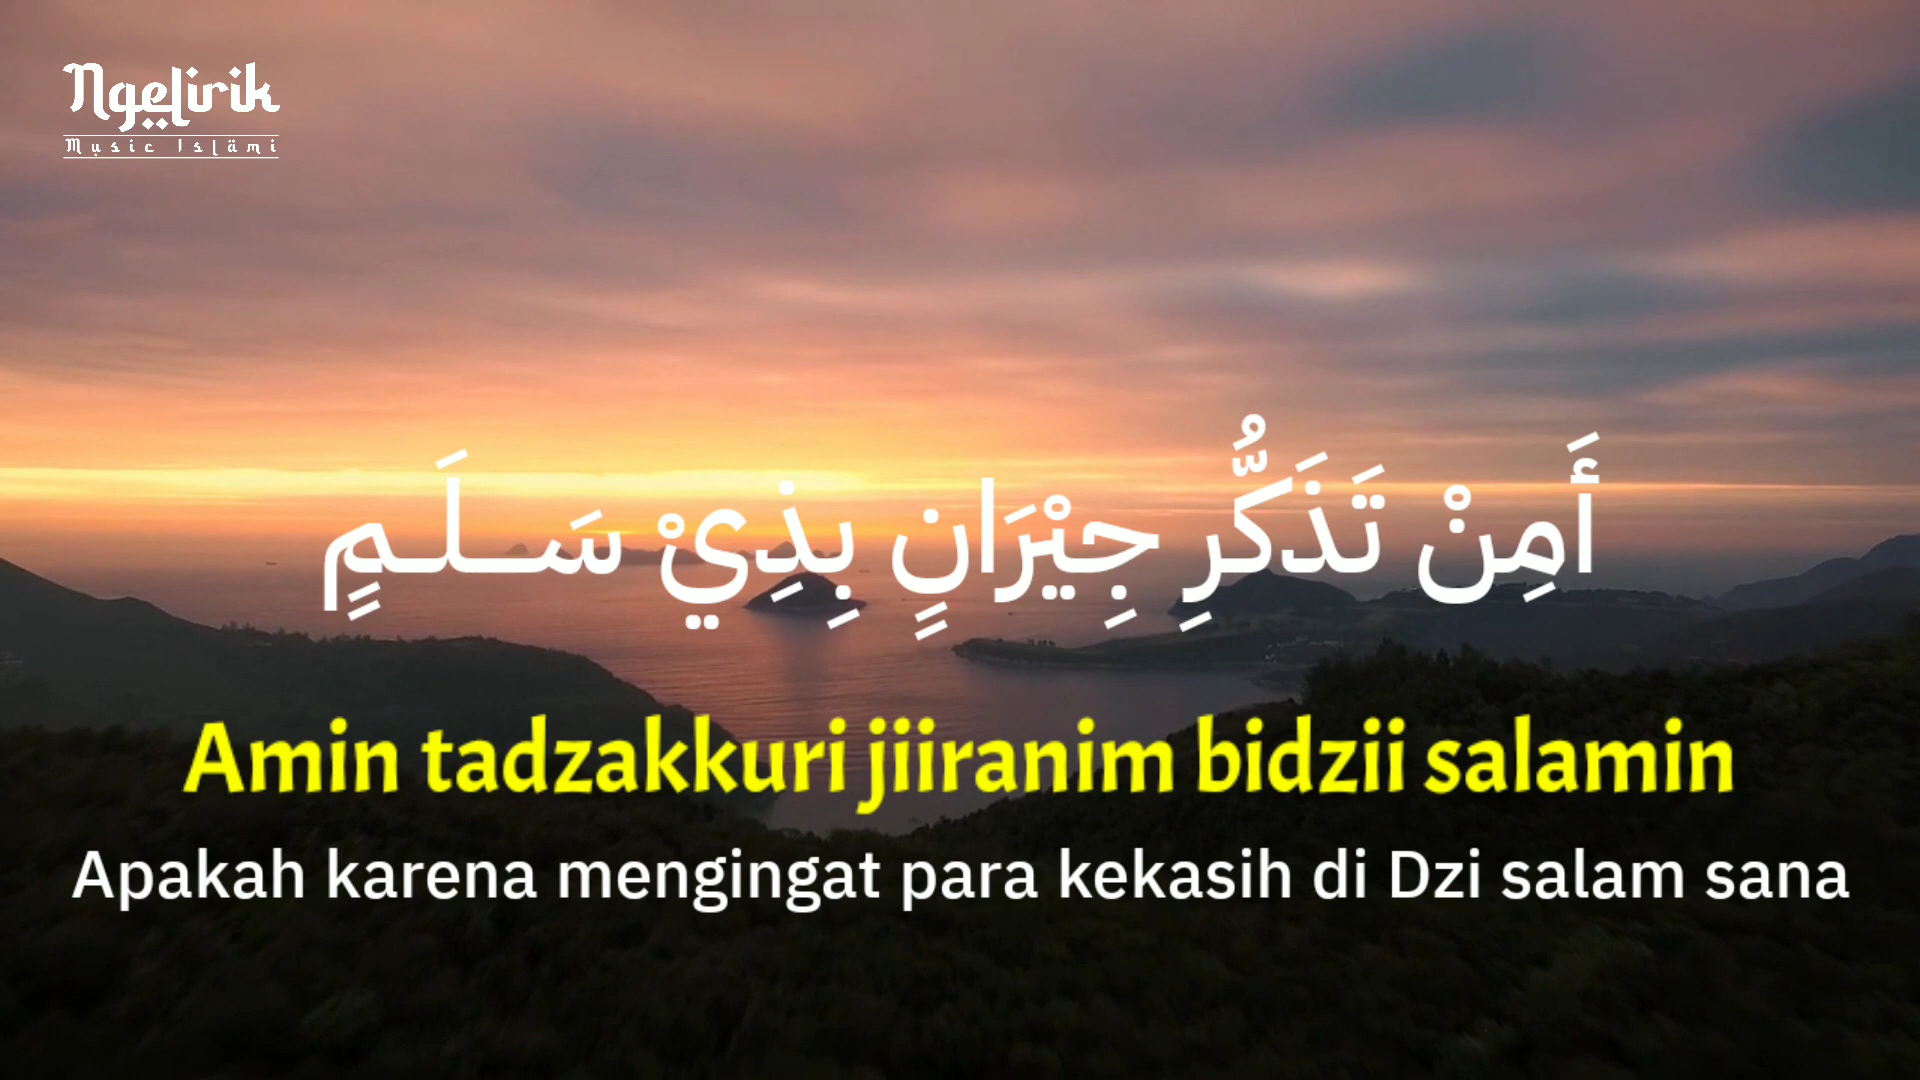 Ngelirik
Music Islami
أَمِنْ تَذَكُّرِ جِيْرَانٍ بِذِيْ سَــلَـمٍ
Amin tadzakkuri jiiranim bidzii salamin
Apakah karena mengingat para kekasih di Dzi salam sana